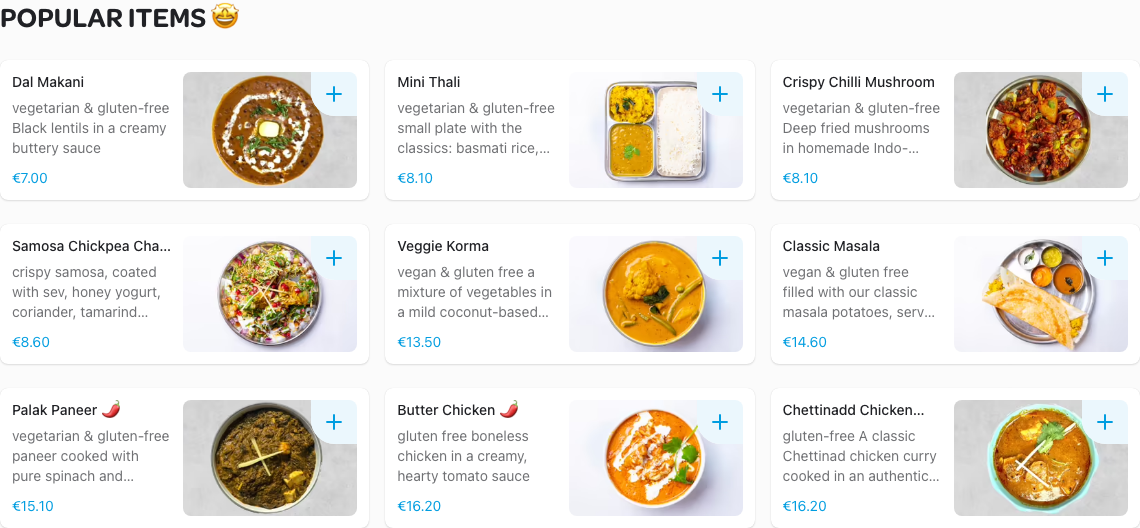 POPULAR ITEMS 🤩
Dal Makani
vegetarian & gluten-free
Black lentils in a creamy
buttery sauce
€7.00
Mini Thali
vegetarian & gluten-free
small plate with the
classics: basmati rice,...
€8.10
Crispy Chilli Mushroom
vegetarian & gluten-free
Deep fried mushrooms
in homemade Indo-...
€8.10
Samosa Chickpea Cha...
crispy samosa, coated
with sev, honey yogurt,
coriander, tamarind...
€8.60
Veggie Korma
vegan & gluten free a
mixture of vegetables in
a mild coconut-based...
€13.50
Classic Masala
vegan & gluten free
filled with our classic
masala potatoes, serv...
€14.60
Palak Paneer 🌶️
vegetarian & gluten-free
paneer cooked with
pure spinach and...
€15.10
Butter Chicken 🌶️
gluten free boneless
chicken in a creamy,
hearty tomato sauce
€16.20
Chettinadd Chicken...
gluten-free A classic
Chettinad chicken curry
cooked in an authentic...
€16.20